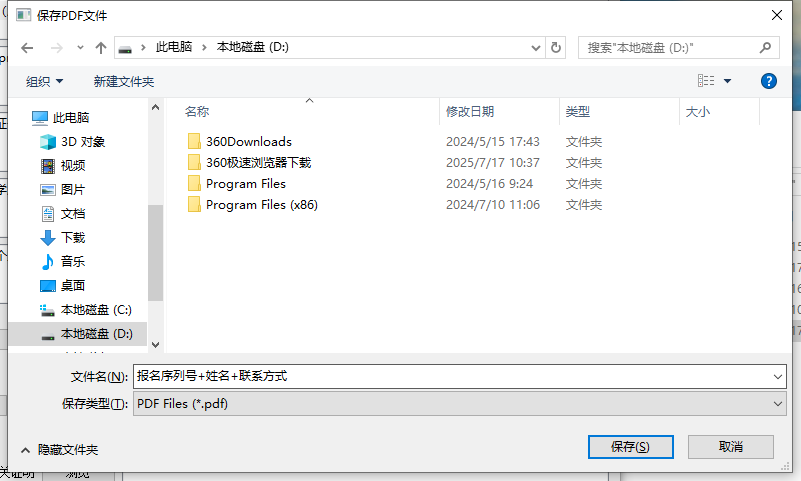 保存PDF文件
此电脑 › 本地磁盘 (D:)
搜索"本地磁盘 (D:)"
组织
新建文件夹
此电脑
3D 对象
视频
图片
文档
下载
音乐
桌面
本地磁盘 (C:)
本地磁盘 (D:)
名称 修改日期 类型 大小
360Downloads 2024/5/15 17:43 文件夹
360极速浏览器下载 2025/7/17 10:37 文件夹
Program Files 2024/5/16 9:24 文件夹
Program Files (x86) 2024/7/10 11:06 文件夹
文件名(N): 报名序列号+姓名+联系方式
保存类型(T): PDF Files (*.pdf)
隐藏文件夹
保存(S)
取消